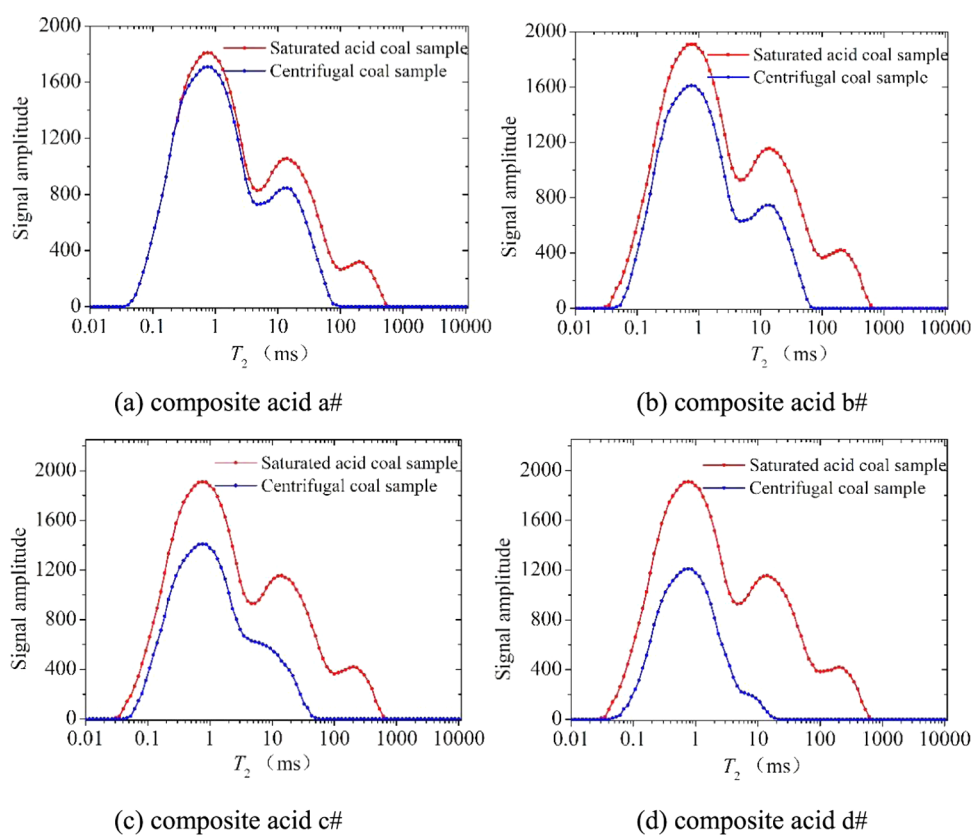 2000
1600
1200
800
400
0
Signal amplitude
Saturated acid coal sample
Centrifugal coal sample
0.01 0.1 1 10 100 1000 10000
T2 （ms）
(a) composite acid a#
2000
1600
1200
800
400
0
Signal amplitude
Saturated acid coal sample
Centrifugal coal sample
0.01 0.1 1 10 100 1000 10000
T2 （ms）
(b) composite acid b#
2000
1600
1200
800
400
0
Signal amplitude
Saturated acid coal sample
Centrifugal coal sample
0.01 0.1 1 10 100 1000 10000
T2 （ms）
(c) composite acid c#
2000
1600
1200
800
400
0
Signal amplitude
Saturated acid coal sample
Centrifugal coal sample
0.01 0.1 1 10 100 1000 10000
T2 （ms）
(d) composite acid d#